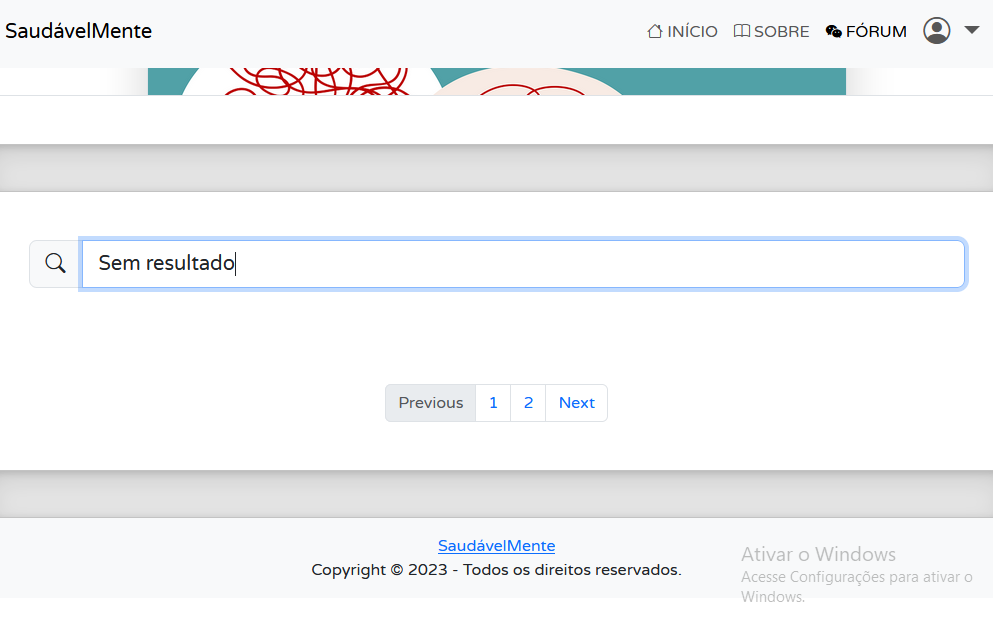 SaudávelMente
INÍCIO SOBRE FÓRUM
Sem resultado
Previous 1 2 Next
SaudávelMente
Copyright © 2023 - Todos os direitos reservados.
Ativar o Windows
Acesse Configurações para ativar o
Windows.